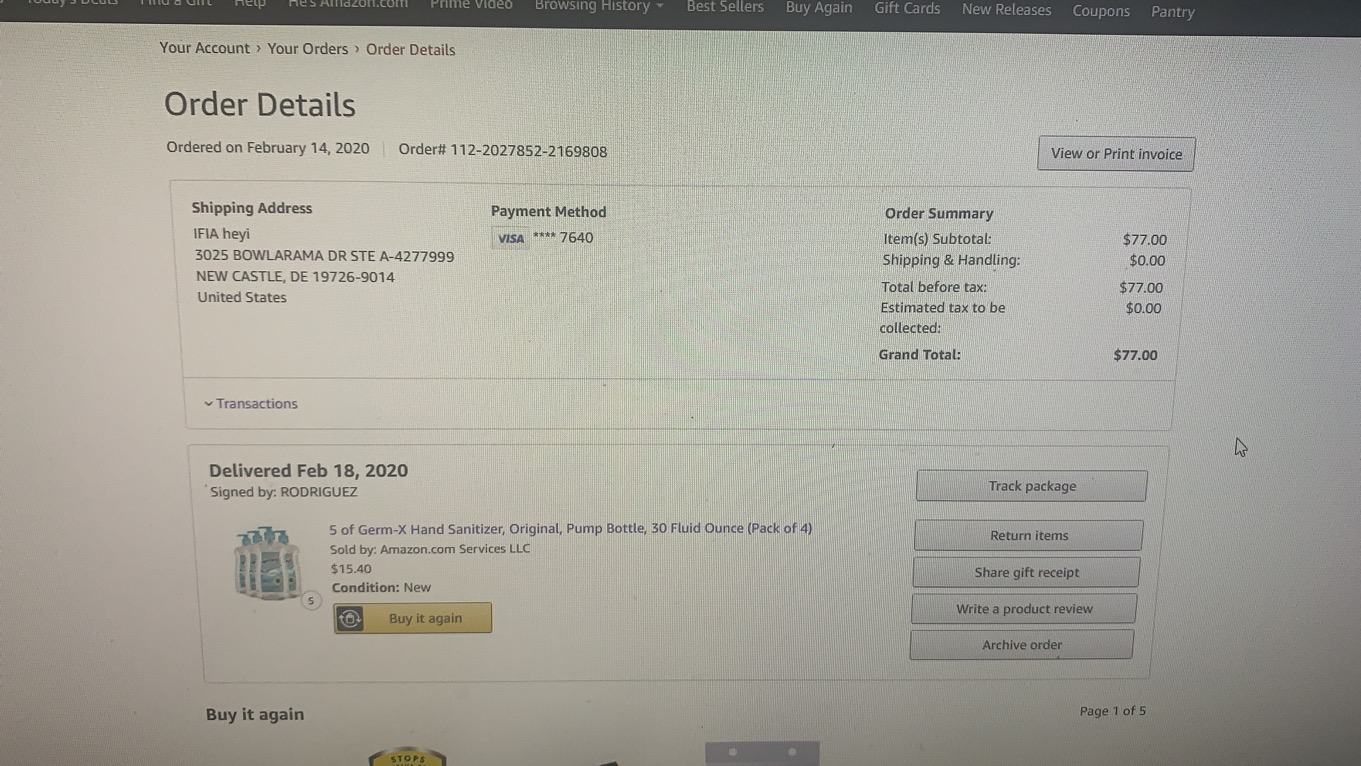 Today's Deals Find a Gift Help He's Amazon.com Prime Video Browsing History Best Sellers Buy Again Gift Cards New Releases Coupons Pantry
Your Account › Your Orders › Order Details
Order Details
Ordered on February 14, 2020 Order# 112-2027852-2169808
View or Print invoice
Shipping Address
IFIA heyi
3025 BOWLARAMA DR STE A-4277999
NEW CASTLE, DE 19726-9014
United States
Payment Method
VISA **** 7640
Order Summary
Item(s) Subtotal: $77.00
Shipping & Handling: $0.00
Total before tax: $77.00
Estimated tax to be
collected: $0.00
Grand Total: $77.00
Transactions
Delivered Feb 18, 2020
Signed by: RODRIGUEZ
5 of Germ-X Hand Sanitizer, Original, Pump Bottle, 30 Fluid Ounce (Pack of 4)
Sold by: Amazon.com Services LLC
$15.40
Condition: New
5
Buy it again
Track package
Return items
Share gift receipt
Write a product review
Archive order
Buy it again
Page 1 of 5
STOPS